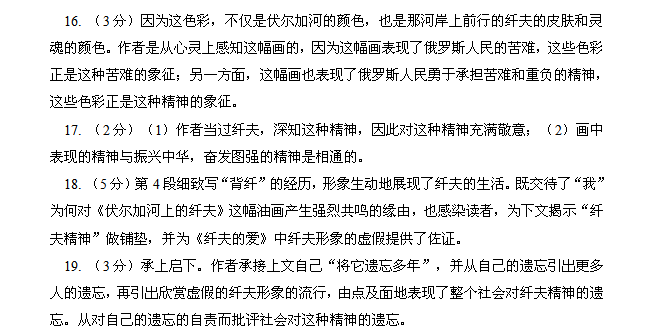 16. （3分）因为这色彩，不仅是伏尔加河的颜色，也是那河岸上前行的纤夫的皮肤和灵
魂的颜色。作者是从心灵上感知这幅画的，因为这幅画表现了俄罗斯人民的苦难，这些色彩
正是这种苦难的象征；另一方面，这幅画也表现了俄罗斯人民勇于承担苦难和重负的精神，
这些色彩正是这种精神的象征。
17. （2分）（1）作者当过纤夫，深知这种精神，因此对这种精神充满敬意；（2）画中
表现的精神与振兴中华，奋发图强的精神是相通的。
18. （5分）第4段细致写“背纤”的经历，形象生动地展现了纤夫的生活。既交待了“我”
为何对《伏尔加河上的纤夫》这幅油画产生强烈共鸣的缘由，也感染读者，为下文揭示“纤
夫精神”做铺垫，并为《纤夫的爱》中纤夫形象的虚假提供了佐证。
19. （3分）承上启下。作者承接上文自己“将它遗忘多年”，并从自己的遗忘引出更多
人的遗忘，再引出欣赏虚假的纤夫形象的流行，由点及面地表现了整个社会对纤夫精神的遗
忘。从对自己的遗忘的自责而批评社会对这种精神的遗忘。